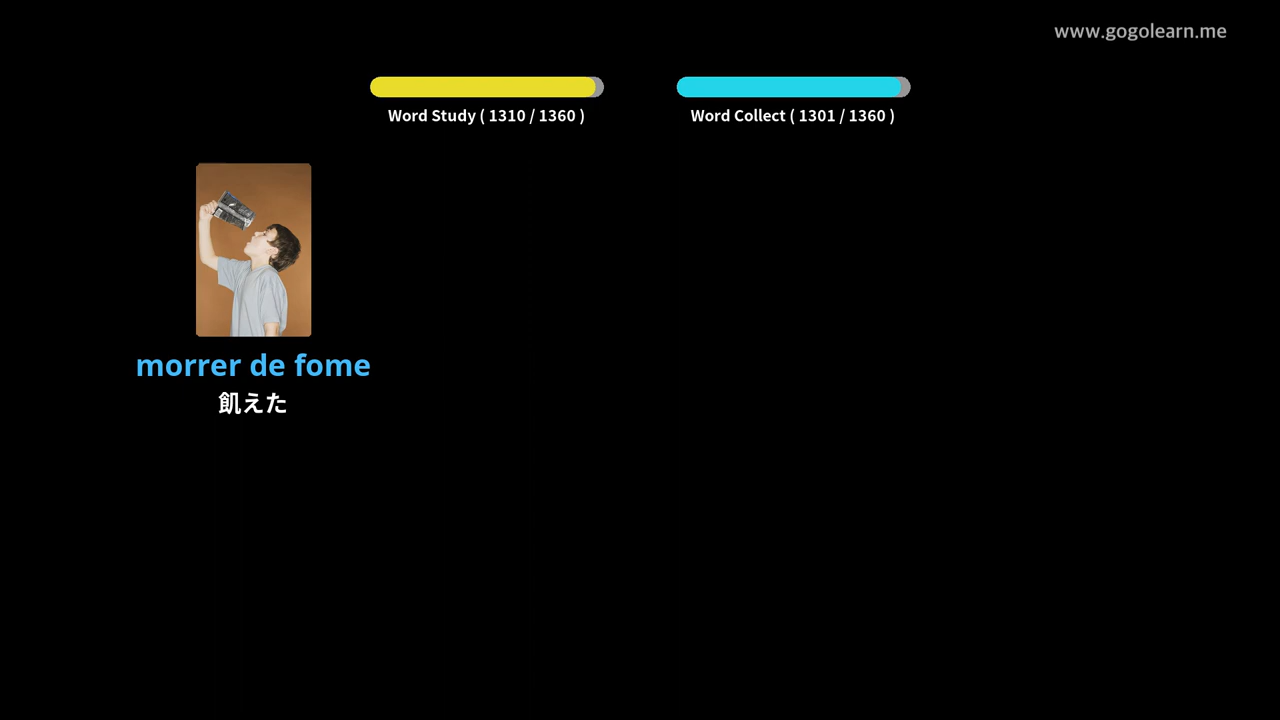 www.gogolearn.me
Word Study ( 1310 / 1360 )
Word Collect ( 1301 / 1360 )
morrer de fome
飢えた